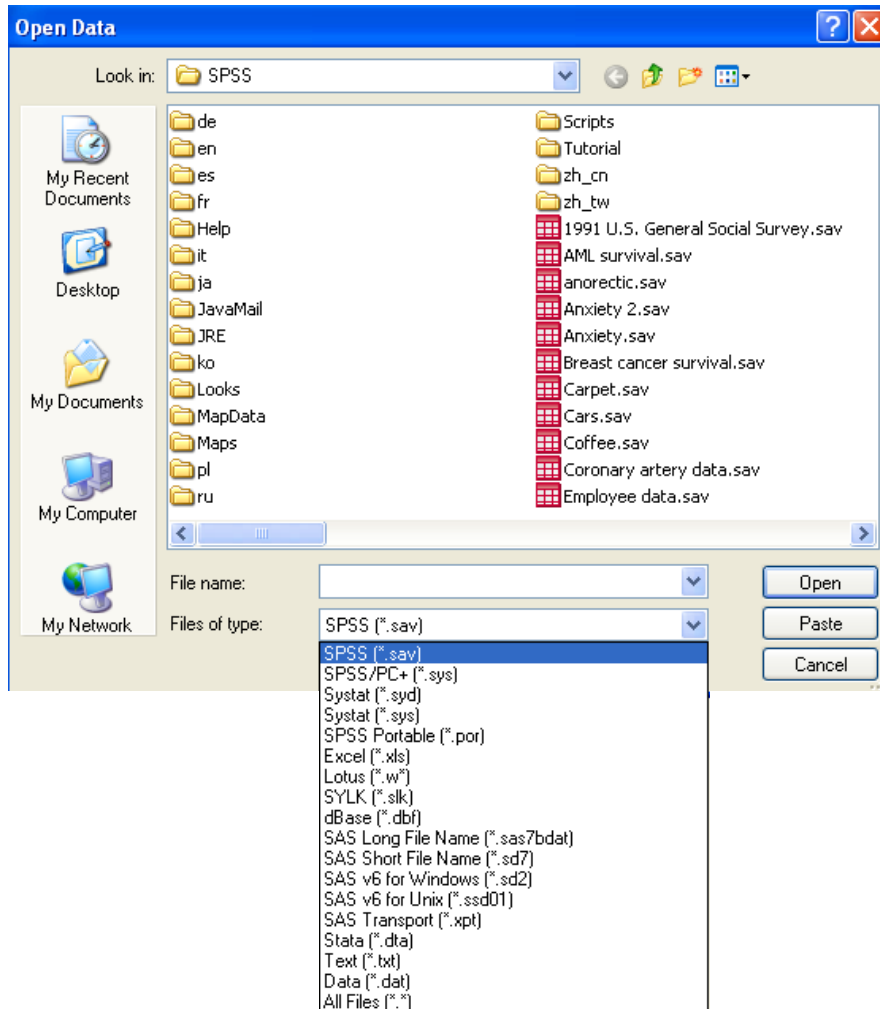 Open Data
Look in: SPSS
My Recent
Documents
Desktop
My Documents
My Computer
My Network
de
en
es
fr
Help
it
ja
JavaMail
JRE
ko
Looks
MapData
Maps
pl
ru
Scripts
Tutorial
zh_cn
zh_tw
1991 U.S. General Social Survey.sav
AML survival.sav
anorectic.sav
Anxiety 2.sav
Anxiety.sav
Breast cancer survival.sav
Carpet.sav
Cars.sav
Coffee.sav
Coronary artery data.sav
Employee data.sav
File name:
Open
Files of type: SPSS (*.sav)
Paste
Cancel
SPSS (*.sav)
SPSS/PC+ (*.sys)
Systat (*.syd)
Systat (*.sys)
SPSS Portable (*.por)
Excel (*.xls)
Lotus (*.w*)
SYLK (*.slk)
dBase (*.dbf)
SAS Long File Name (*.sas7bdat)
SAS Short File Name (*.sd7)
SAS v6 for Windows (*.sd2)
SAS v6 for Unix (*.ssd01)
SAS Transport (*.xpt)
Stata (*.dta)
Text (*.txt)
Data (*.dat)
All Files (*.*)